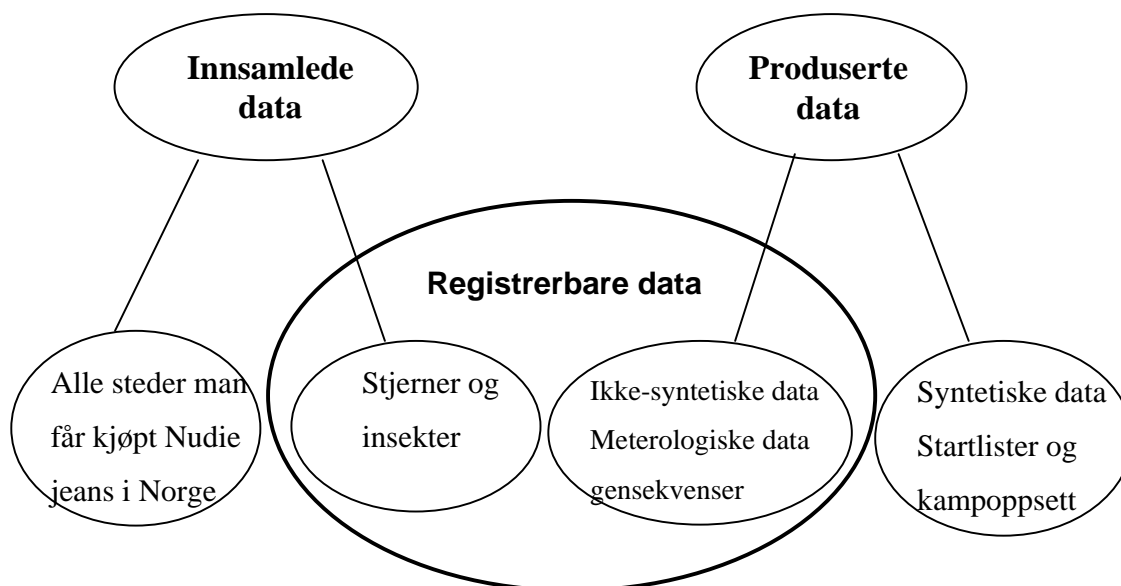 Innsamlede
data
Produserte
data
Registrerbare data
Alle steder man
får kjøpt Nudie
jeans i Norge
Stjerner og
insekter
Ikke-syntetiske data
Meterologiske data
gensekvenser
Syntetiske data
Startlister og
kampoppsett